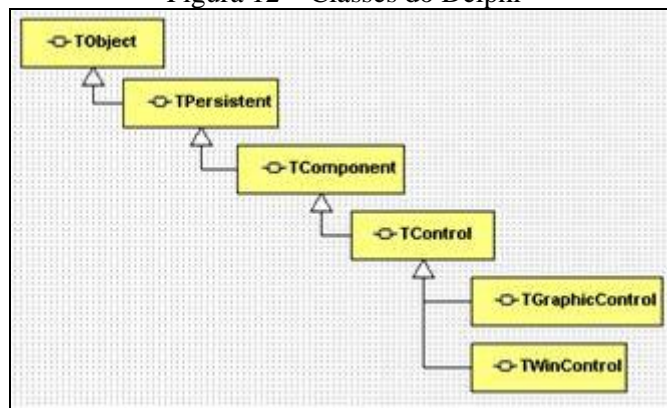 Figura 12 – Classes do Delphi
TObject
TPersistent
TComponent
TControl
TGraphicControl
TWinControl